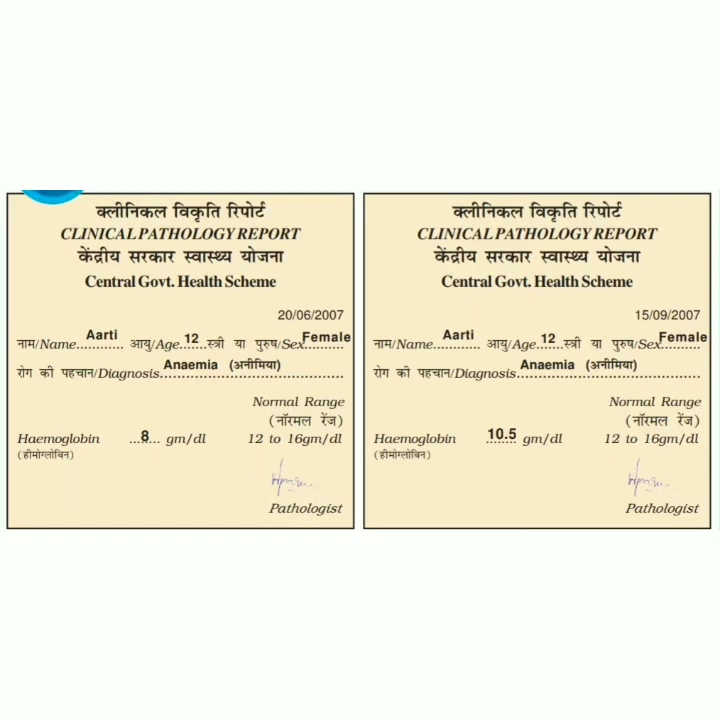 क्लीनिकल विकृति रिपोर्ट
CLINICAL PATHOLOGY REPORT
केंद्रीय सरकार स्वास्थ्य योजना
Central Govt. Health Scheme
20/06/2007
नाम/Name....Aarti.... आयु/Age...12...स्त्री या पुरुष/Sex...Female...
रोग की पहचान/Diagnosis...Anaemia (अनीमिया)...
Normal Range
(नॉरमल रेंज)
Haemoglobin ...8... gm/dl 12 to 16gm/dl
(हीमोग्लोबिन)
Pathologist
क्लीनिकल विकृति रिपोर्ट
CLINICAL PATHOLOGY REPORT
केंद्रीय सरकार स्वास्थ्य योजना
Central Govt. Health Scheme
15/09/2007
नाम/Name....Aarti.... आयु/Age...12...स्त्री या पुरुष/Sex...Female...
रोग की पहचान/Diagnosis...Anaemia (अनीमिया)...
Normal Range
(नॉरमल रेंज)
Haemoglobin ...10.5... gm/dl 12 to 16gm/dl
(हीमोग्लोबिन)
Pathologist